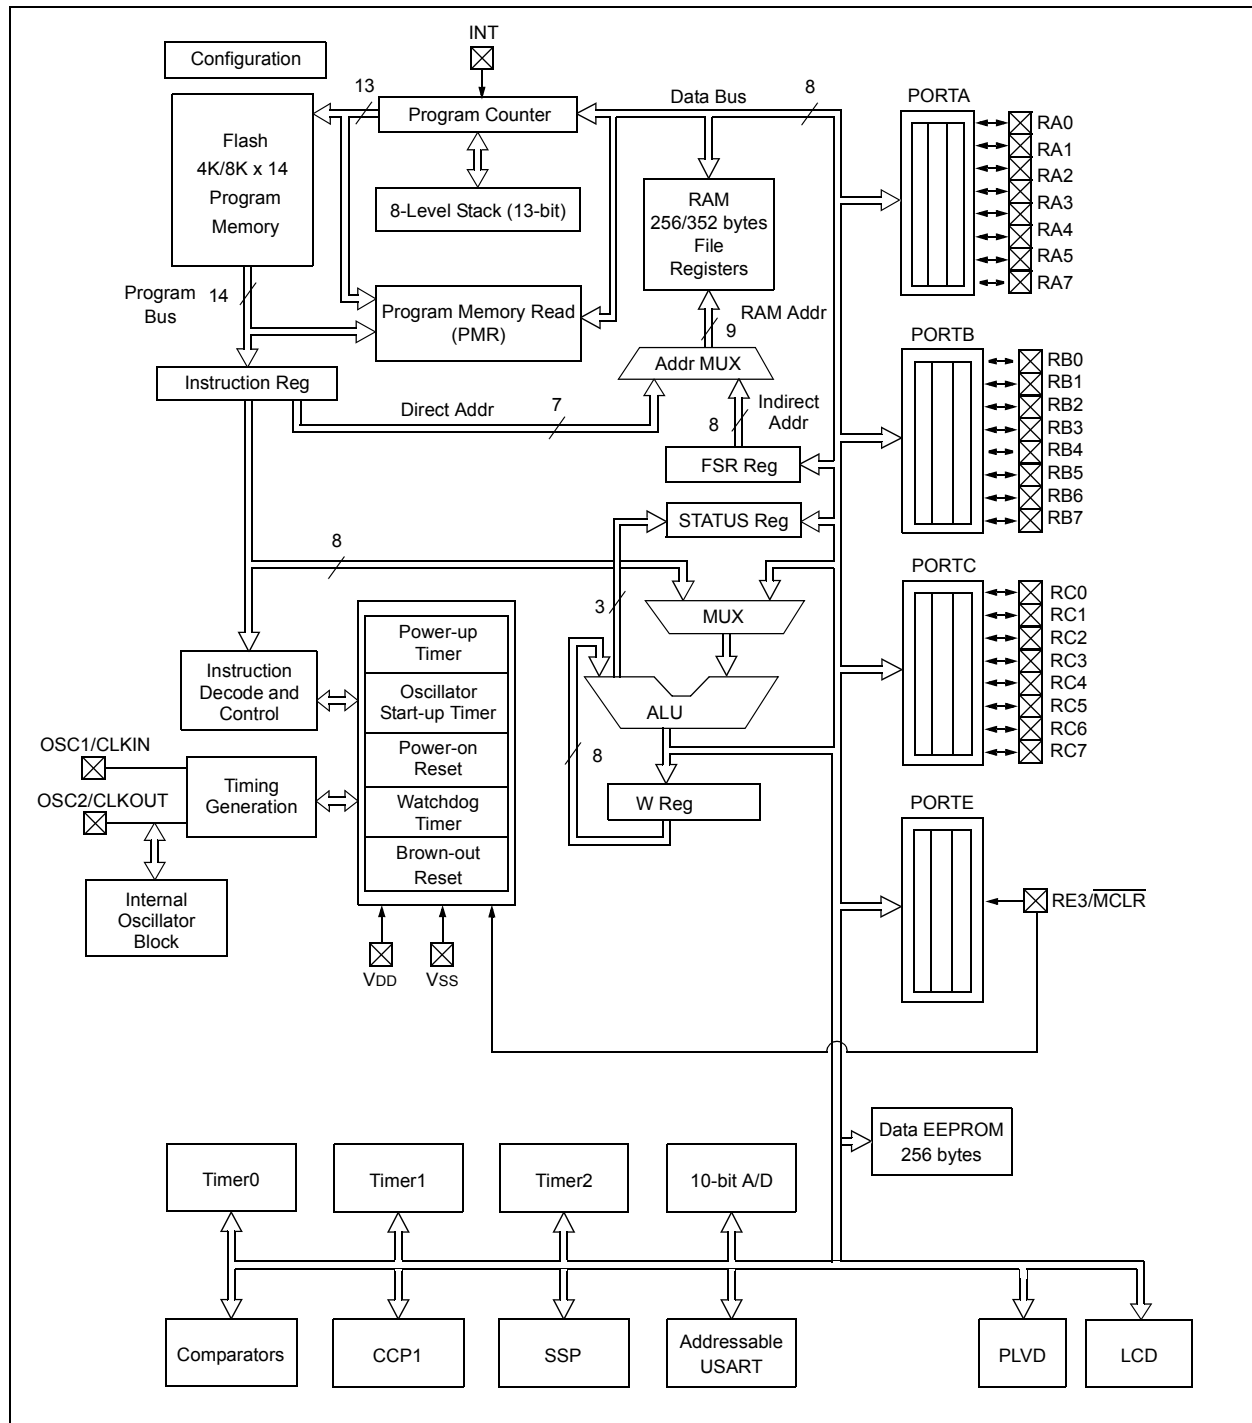 INT
Configuration
13
Program Counter
Data Bus
8
PORTA
Flash
4K/8K x 14
Program
Memory
8-Level Stack (13-bit)
RAM
256/352 bytes
File
Registers
RA0
RA1
RA2
RA3
RA4
RA5
RA7
Program
Bus
14
Program Memory Read
(PMR)
RAM Addr
9
Addr MUX
PORTB
RB0
RB1
RB2
RB3
RB4
RB5
RB6
RB7
Instruction Reg
Direct Addr
7
Indirect
Addr
8
FSR Reg
STATUS Reg
8
3
MUX
PORTC
RC0
RC1
RC2
RC3
RC4
RC5
RC6
RC7
Instruction
Decode and
Control
Power-up
Timer
Oscillator
Start-up Timer
Power-on
Reset
Watchdog
Timer
Brown-out
Reset
ALU
8
W Reg
OSC1/CLKIN
OSC2/CLKOUT
Timing
Generation
Internal
Oscillator
Block
VDD
VSS
PORTE
RE3/MCLR
Data EEPROM
256 bytes
Timer0
Timer1
Timer2
10-bit A/D
Comparators
CCP1
SSP
Addressable
USART
PLVD
LCD